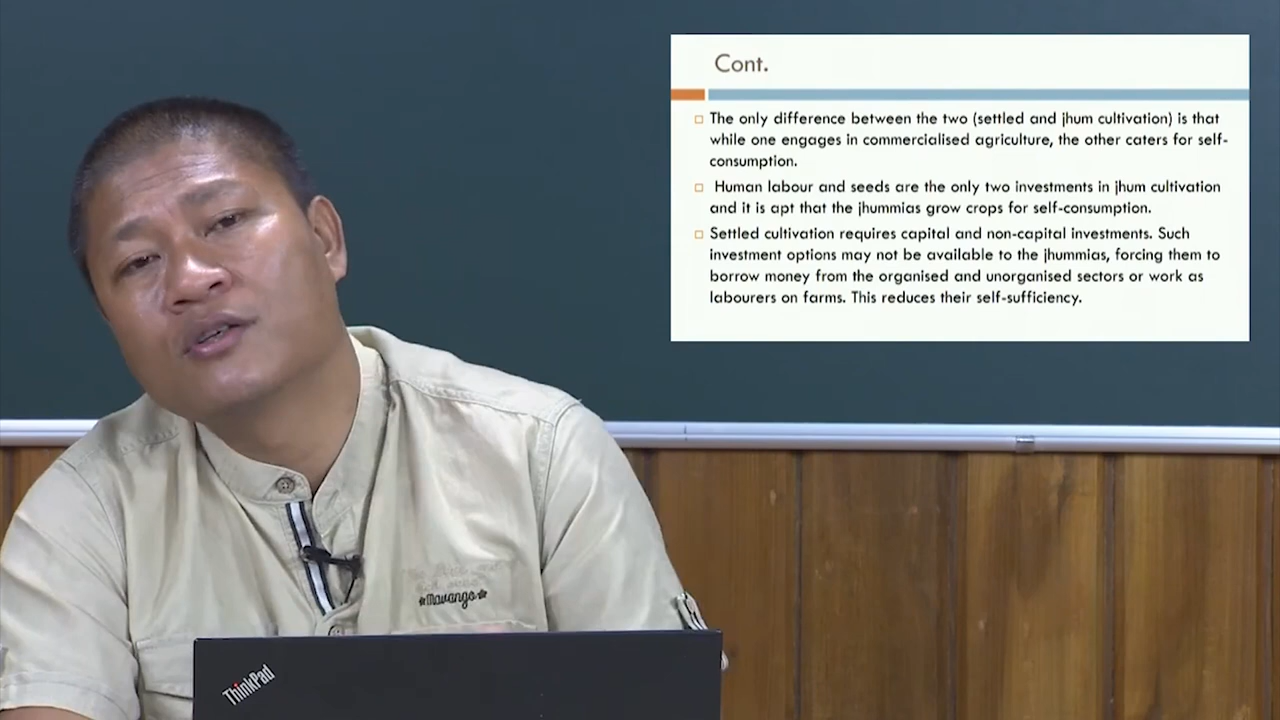 Cont.
The only difference between the two (settled and jhum cultivation) is that
while one engages in commercialised agriculture, the other caters for self-
consumption.
Human labour and seeds are the only two investments in jhum cultivation
and it is apt that the jhummias grow crops for self-consumption.
Settled cultivation requires capital and non-capital investments. Such
investment options may not be available to the jhummias, forcing them to
borrow money from the organised and unorganised sectors or work as
labourers on farms. This reduces their self-sufficiency.
Mavango
ThinkPad